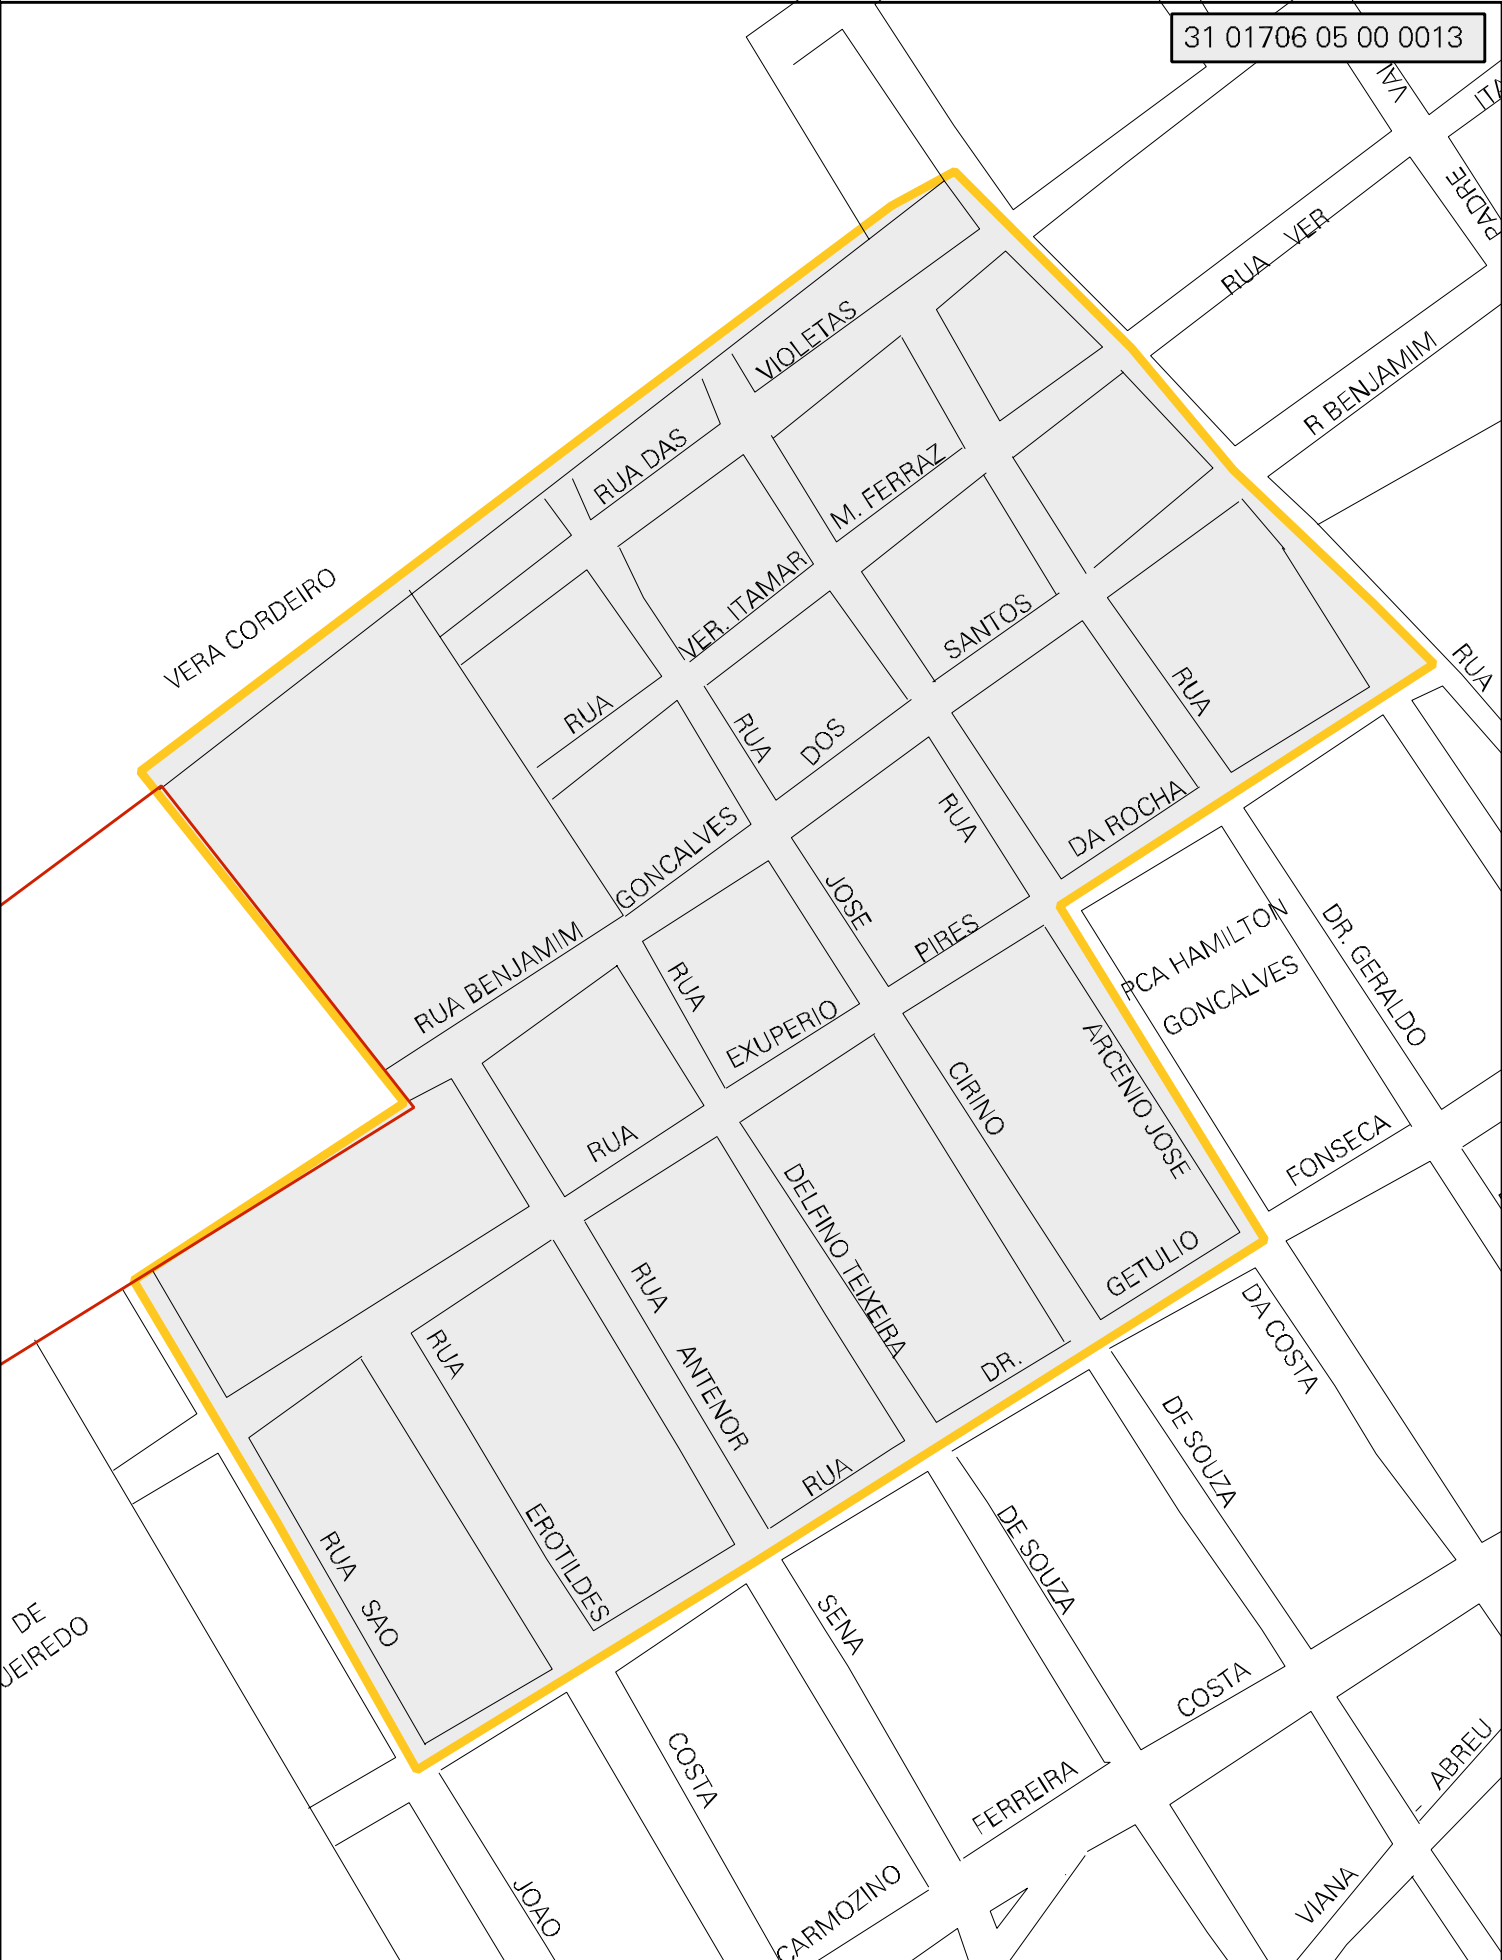 31 01706 05 00 0013
VAL
PADRE
RUA VER
R BENJAMIM
VIOLETAS
RUA DAS
M. FERRAZ
VER. ITAMAR
VERA CORDEIRO
SANTOS
RUA
RUA
RUA
RUA
DOS
GONCALVES
RUA
DA ROCHA
JOSE
PIRES
RUA BENJAMIM
RUA
EXUPERIO
PCA HAMILTON
GONCALVES
DR. GERALDO
ARCENIO JOSE
CIRINO
RUA
FONSECA
DELFINO TEIXEIRA
GETULIO
RUA
RUA
ANTENOR
DR.
DA COSTA
DE SOUZA
RUA
EROTILDES
DE SOUZA
RUA SAO
DE
UEIREDO
SENA
COSTA
COSTA
FERREIRA
ABREU
JOAO
CARMOZINO
VIANA